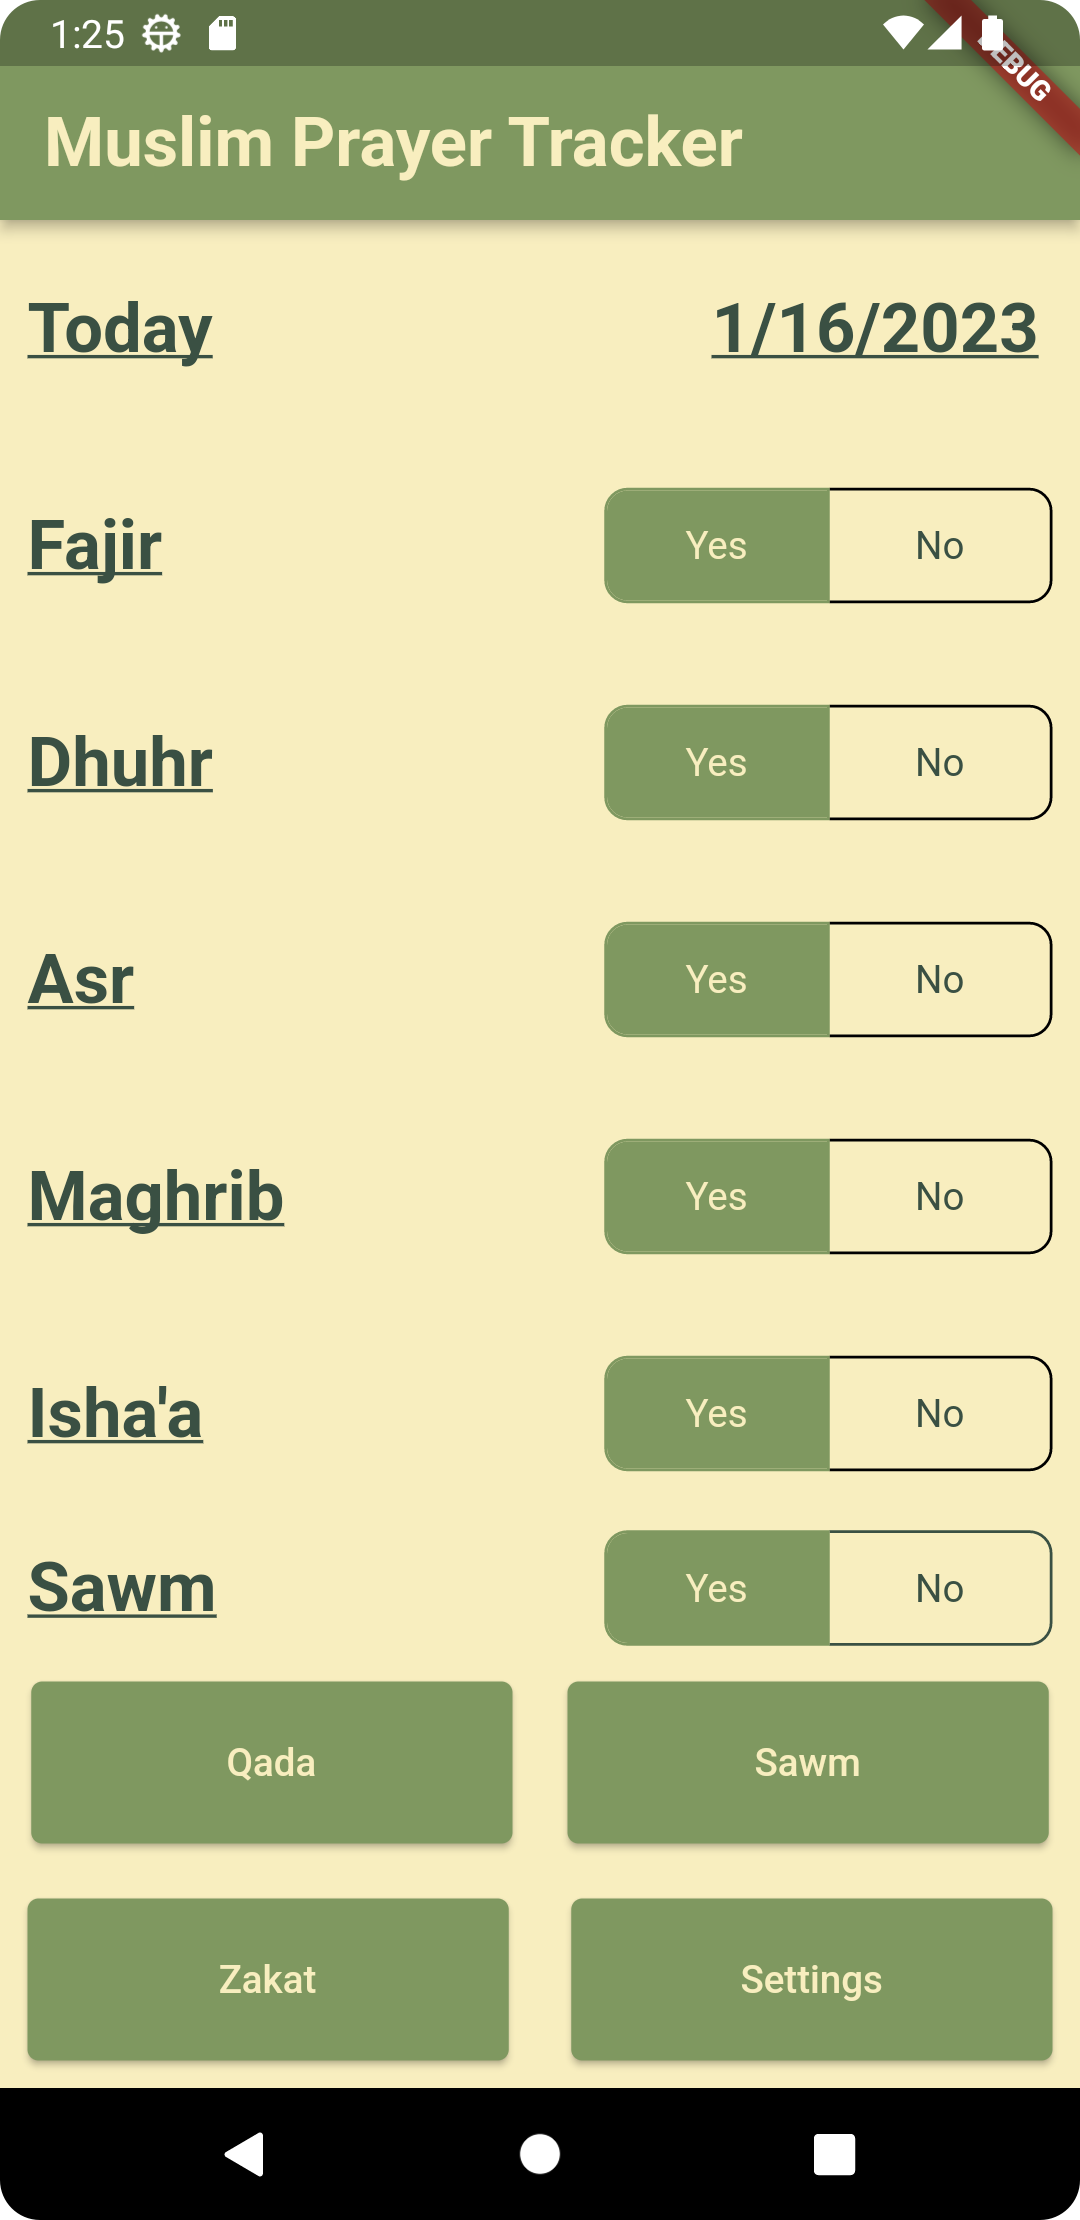 1:25
DEBUG
Muslim Prayer Tracker
Today 1/16/2023
Fajir Yes No
Dhuhr Yes No
Asr Yes No
Maghrib Yes No
Isha'a Yes No
Sawm Yes No
Qada Sawm
Zakat Settings